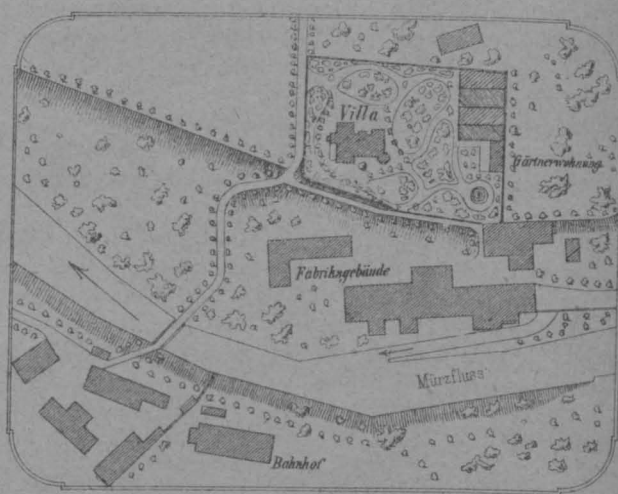 Villa
Gärtnerwohnung
Fabriksgebäude
Mürzfluss
Bahnhof